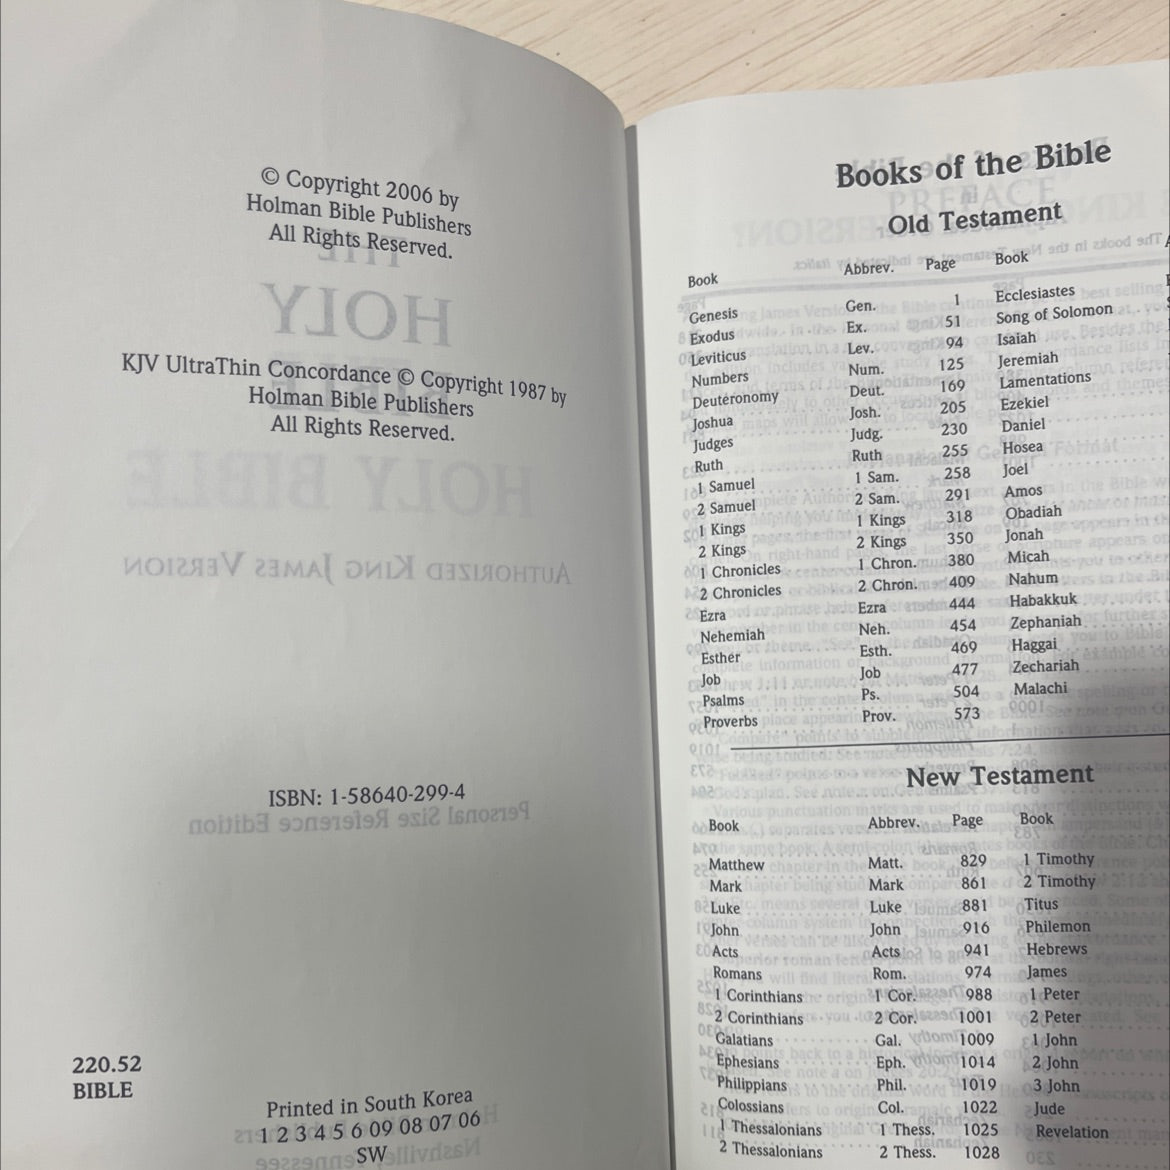 © Copyright 2006 by
Holman Bible Publishers
All Rights Reserved.
KJV UltraThin Concordance © Copyright 1987 by
Holman Bible Publishers
All Rights Reserved.
ISBN: 1-58640-299-4
220.52
BIBLE
Printed in South Korea
1 2 3 4 5 6 09 08 07 06
SW
Books of the Bible
Old Testament
Book Abbrev. Page Book
Genesis Gen. 1 Ecclesiastes
Exodus Ex. 51 Song of Solomon
Leviticus Lev. 94 Isaiah
Numbers Num. 125 Jeremiah
Deuteronomy Deut. 169 Lamentations
Joshua Josh. 205 Ezekiel
Judges Judg. 230 Daniel
Ruth Ruth 255 Hosea
1 Samuel 1 Sam. 258 Joel
2 Samuel 2 Sam. 291 Amos
1 Kings 1 Kings 318 Obadiah
2 Kings 2 Kings 350 Jonah
1 Chronicles 1 Chron. 380 Micah
2 Chronicles 2 Chron. 409 Nahum
Ezra Ezra 444 Habakkuk
Nehemiah Neh. 454 Zephaniah
Esther Esth. 469 Haggai
Job Job 477 Zechariah
Psalms Ps. 504 Malachi
Proverbs Prov. 573
New Testament
Book Abbrev. Page Book
Matthew Matt. 829 1 Timothy
Mark Mark 861 2 Timothy
Luke Luke 881 Titus
John John 916 Philemon
Acts Acts 941 Hebrews
Romans Rom. 974 James
1 Corinthians 1 Cor. 988 1 Peter
2 Corinthians 2 Cor. 1001 2 Peter
Galatians Gal. 1009 1 John
Ephesians Eph. 1014 2 John
Philippians Phil. 1019 3 John
Colossians Col. 1022 Jude
1 Thessalonians 1 Thess. 1025 Revelation
2 Thessalonians 2 Thess. 1028